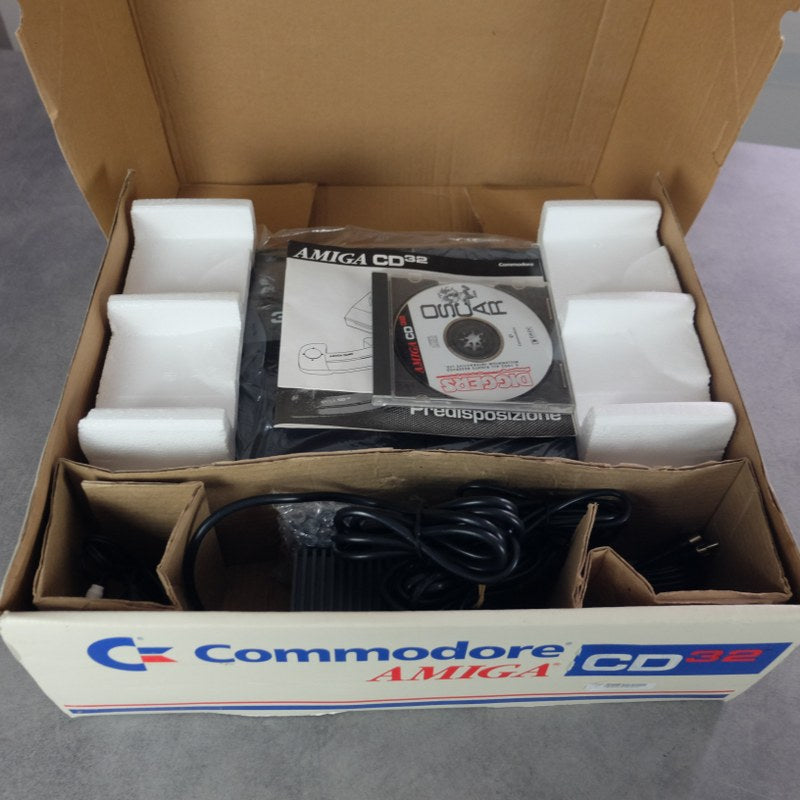 AMIGA CD32
Commodore
OSCAR
AMIGA CD32
DIGGERS
Predisposizione
Commodore
AMIGA CD32